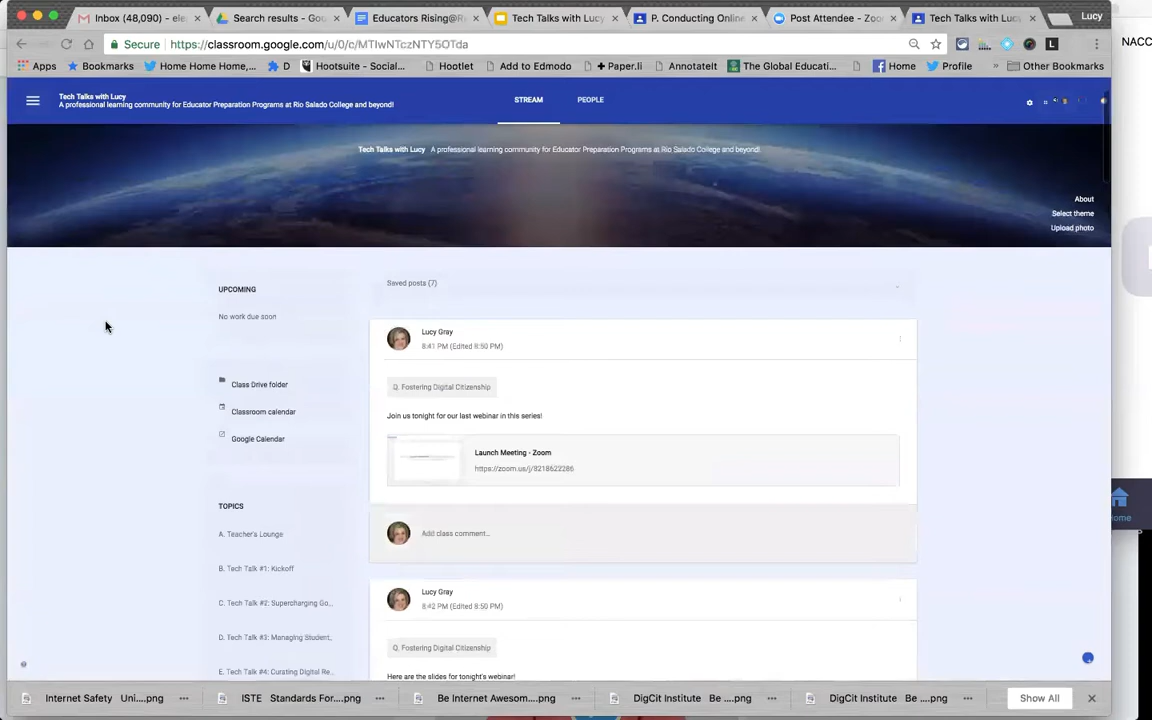 Inbox (48,090) - ele
Search results - Goo
Educators Rising@Ri
Tech Talks with Lucy
P. Conducting Online
Post Attendee - Zoo
Tech Talks with Lucy
Lucy
Secure
https://classroom.google.com/u/0/c/MTIwNTczNTY5OTda
NACC
Apps
Bookmarks
Home Home Home,...
D
Hootsuite - Social...
Hootlet
Add to Edmodo
+ Paper.li
AnnotateIt
The Global Educati...
Home
Profile
»
Other Bookmarks
Tech Talks with Lucy
A professional learning community for Educator Preparation Programs at Rio Salado College and beyond!
STREAM
PEOPLE
Tech Talks with Lucy A professional learning community for Educator Preparation Programs at Rio Salado College and beyond!
About
Select theme
Upload photo
UPCOMING
No work due soon
Class Drive folder
Classroom calendar
Google Calendar
TOPICS
A. Teacher's Lounge
B. Tech Talk #1: Kickoff
C. Tech Talk #2: Supercharging Go...
D. Tech Talk #3: Managing Student...
E. Tech Talk #4: Curating Digital Re...
Saved posts (7)
Lucy Gray
8:41 PM (Edited 8:50 PM)
Q. Fostering Digital Citizenship
Join us tonight for our last webinar in this series!
Launch Meeting - Zoom
https://zoom.us/j/8218622286
Add class comment...
Lucy Gray
8:42 PM (Edited 8:50 PM)
Q. Fostering Digital Citizenship
Here are the slides for tonight's webinar!
Home
Internet Safety Uni....png
ISTE Standards For....png
Be Internet Awesom....png
DigCit Institute Be ....png
DigCit Institute Be ....png
Show All